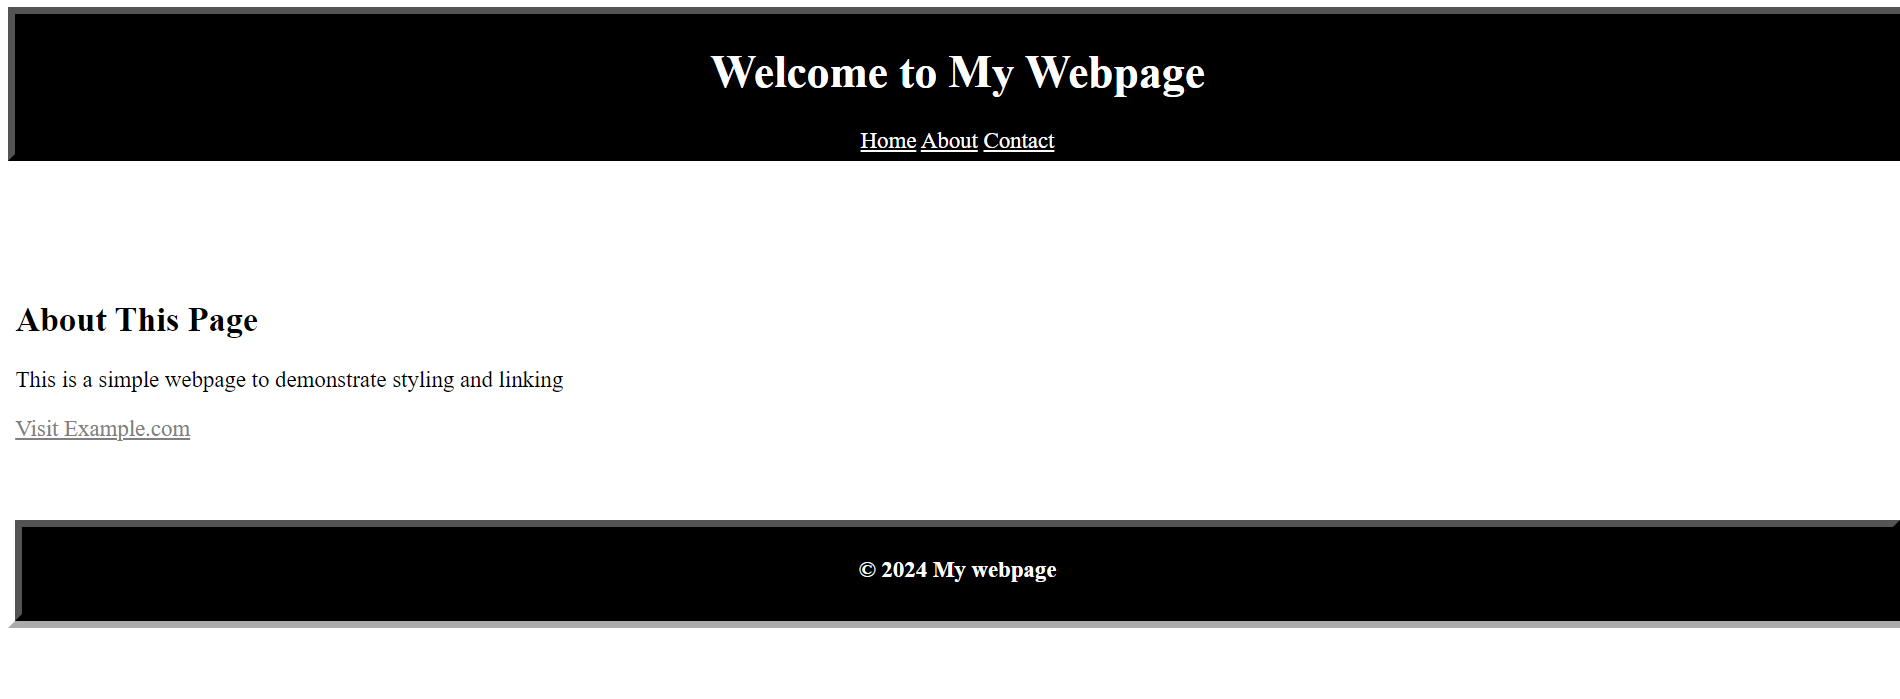 Welcome to My Webpage
Home About Contact
About This Page
This is a simple webpage to demonstrate styling and linking
Visit Example.com
© 2024 My webpage